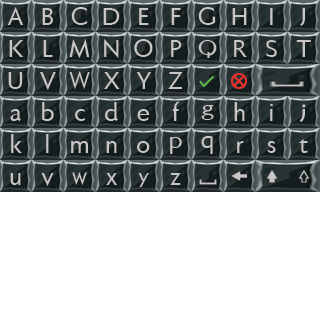 A B C D E F G H I J
K L M N O P Q R S T
U V W X Y Z
a b c d e f g h i j
k l m n o p q r s t
u v w x y z